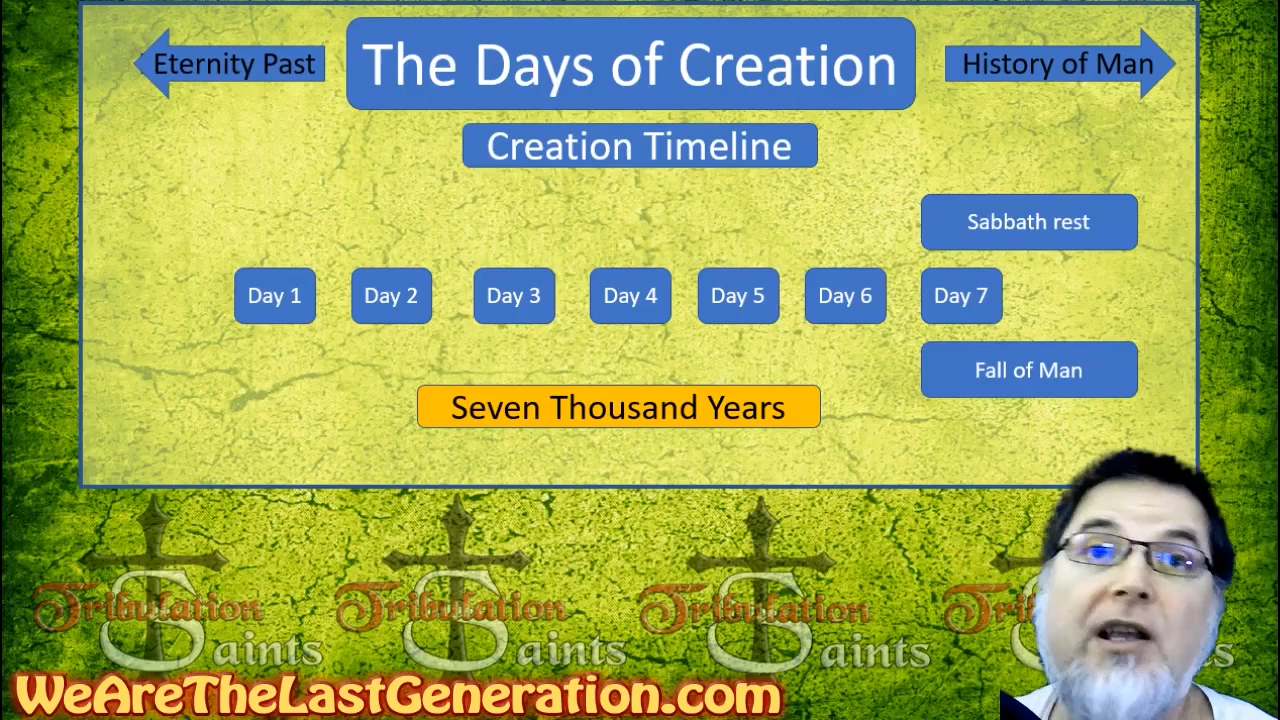 Eternity Past
The Days of Creation
History of Man
Creation Timeline
Sabbath rest
Day 1
Day 2
Day 3
Day 4
Day 5
Day 6
Day 7
Fall of Man
Seven Thousand Years
Tribulation
Saints
Tribulation
Saints
Tribulation
Saints
WeAreTheLastGeneration.com